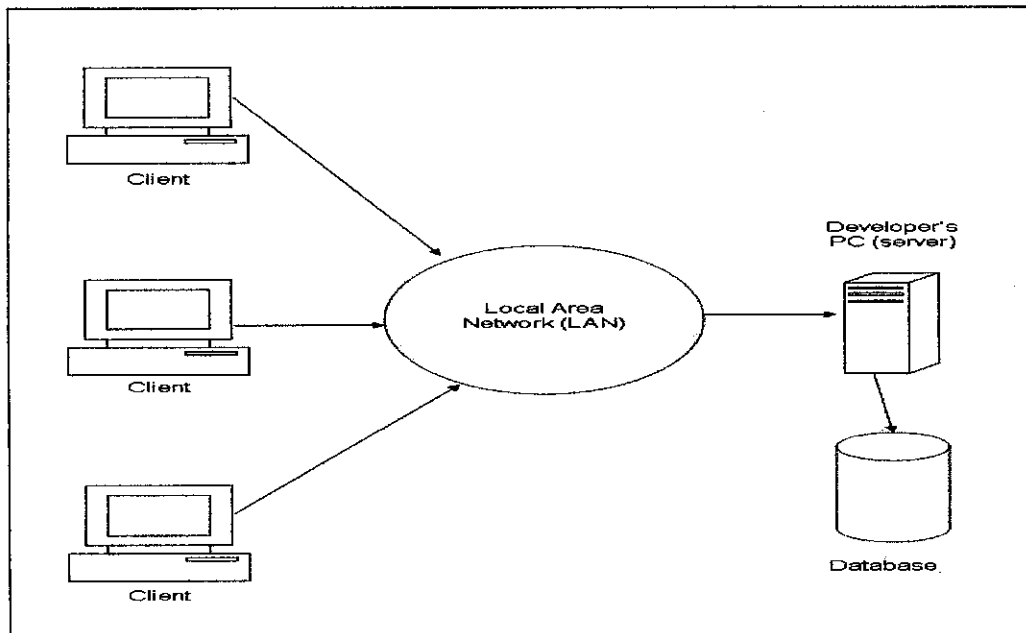 Client
Client
Client
Local Area
Network (LAN)
Developer's
PC (server)
Database